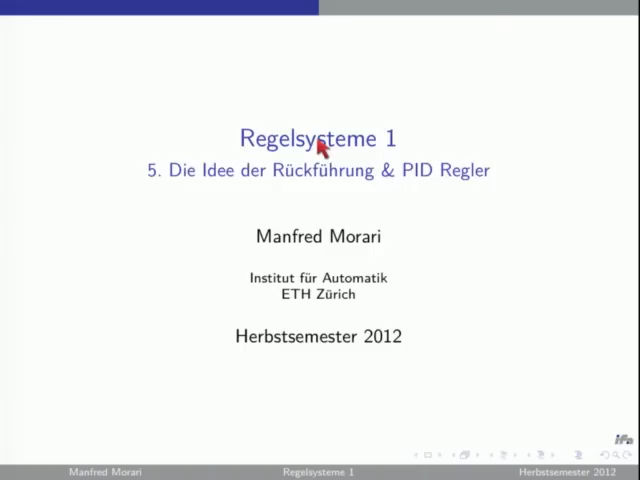 Regelsysteme 1
5. Die Idee der Rückführung & PID Regler
Manfred Morari
Institut für Automatik
ETH Zürich
Herbstsemester 2012
ifa
Manfred Morari Regelsysteme 1 Herbstsemester 2012